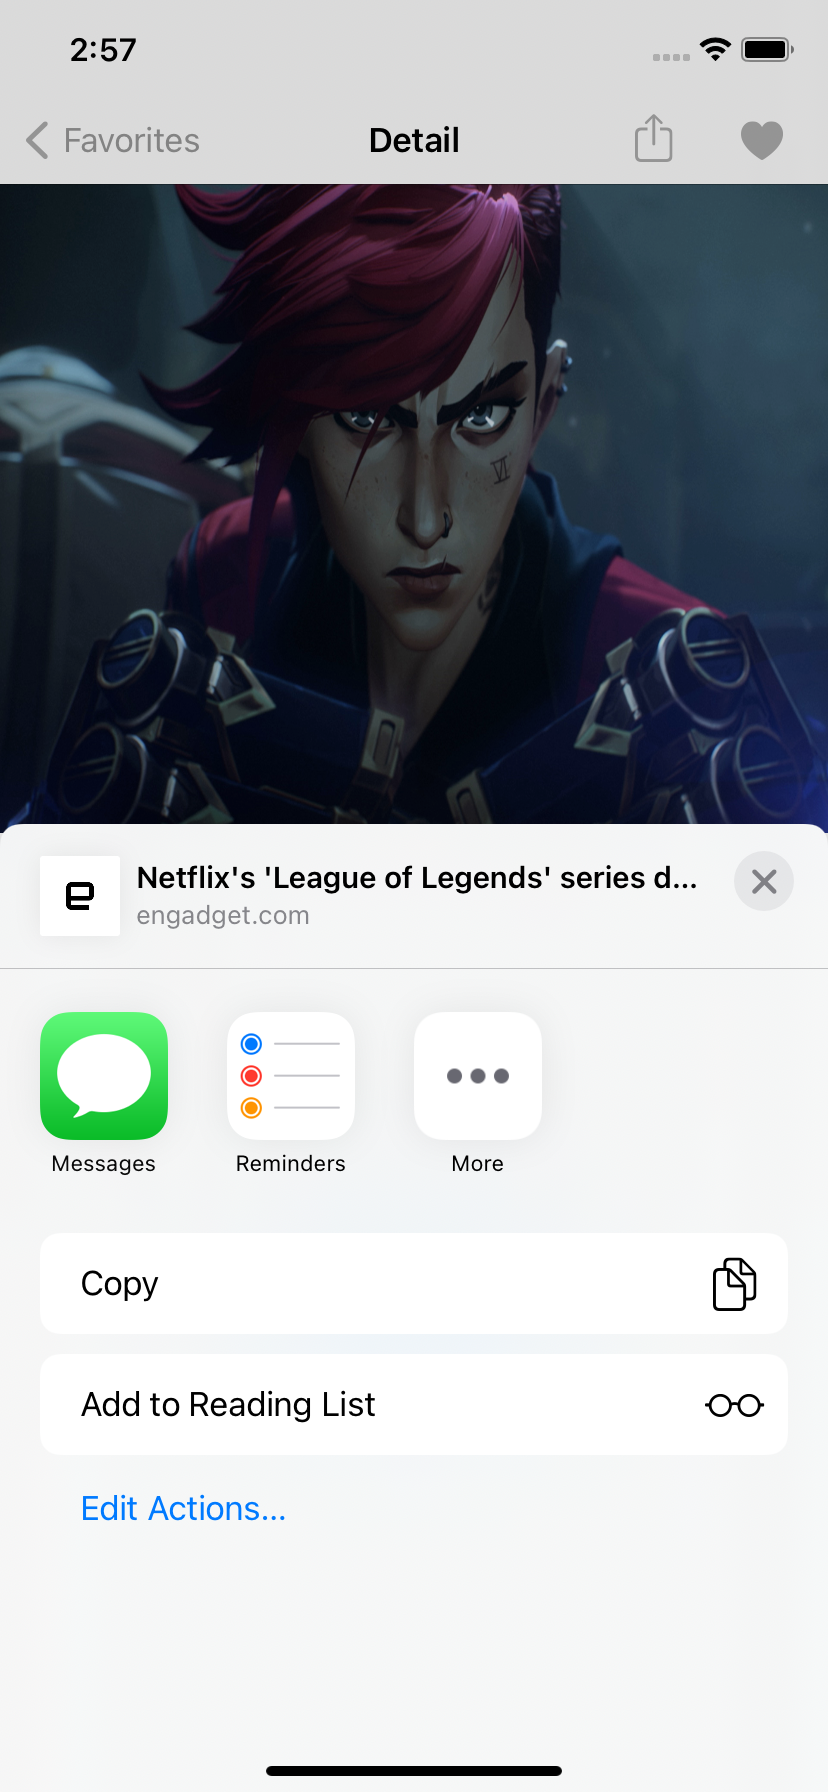 2:57
Favorites
Detail
VI
Netflix's 'League of Legends' series d...
engadget.com
Messages
Reminders
More
Copy
Add to Reading List
Edit Actions...